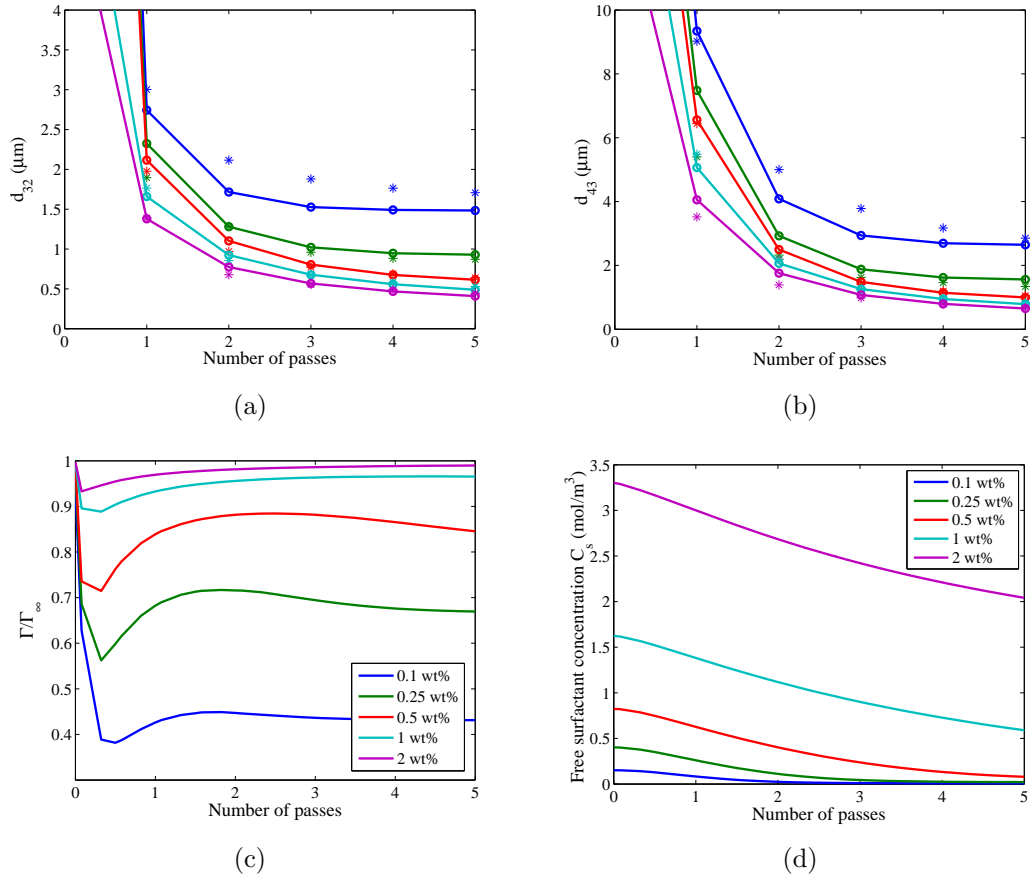 4
3.5
3
2.5
2
1.5
1
0.5
0
d32 (μm)
0 1 2 3 4 5
Number of passes
(a)
10
8
6
4
2
0
d43 (μm)
0 1 2 3 4 5
Number of passes
(b)
1
0.9
0.8
0.7
0.6
0.5
0.4
Γ/Γ∞
0.1 wt%
0.25 wt%
0.5 wt%
1 wt%
2 wt%
0 1 2 3 4 5
Number of passes
(c)
3.5
3
2.5
2
1.5
1
0.5
0
Free surfactant concentration Cs (mol/m3)
0.1 wt%
0.25 wt%
0.5 wt%
1 wt%
2 wt%
0 1 2 3 4 5
Number of passes
(d)